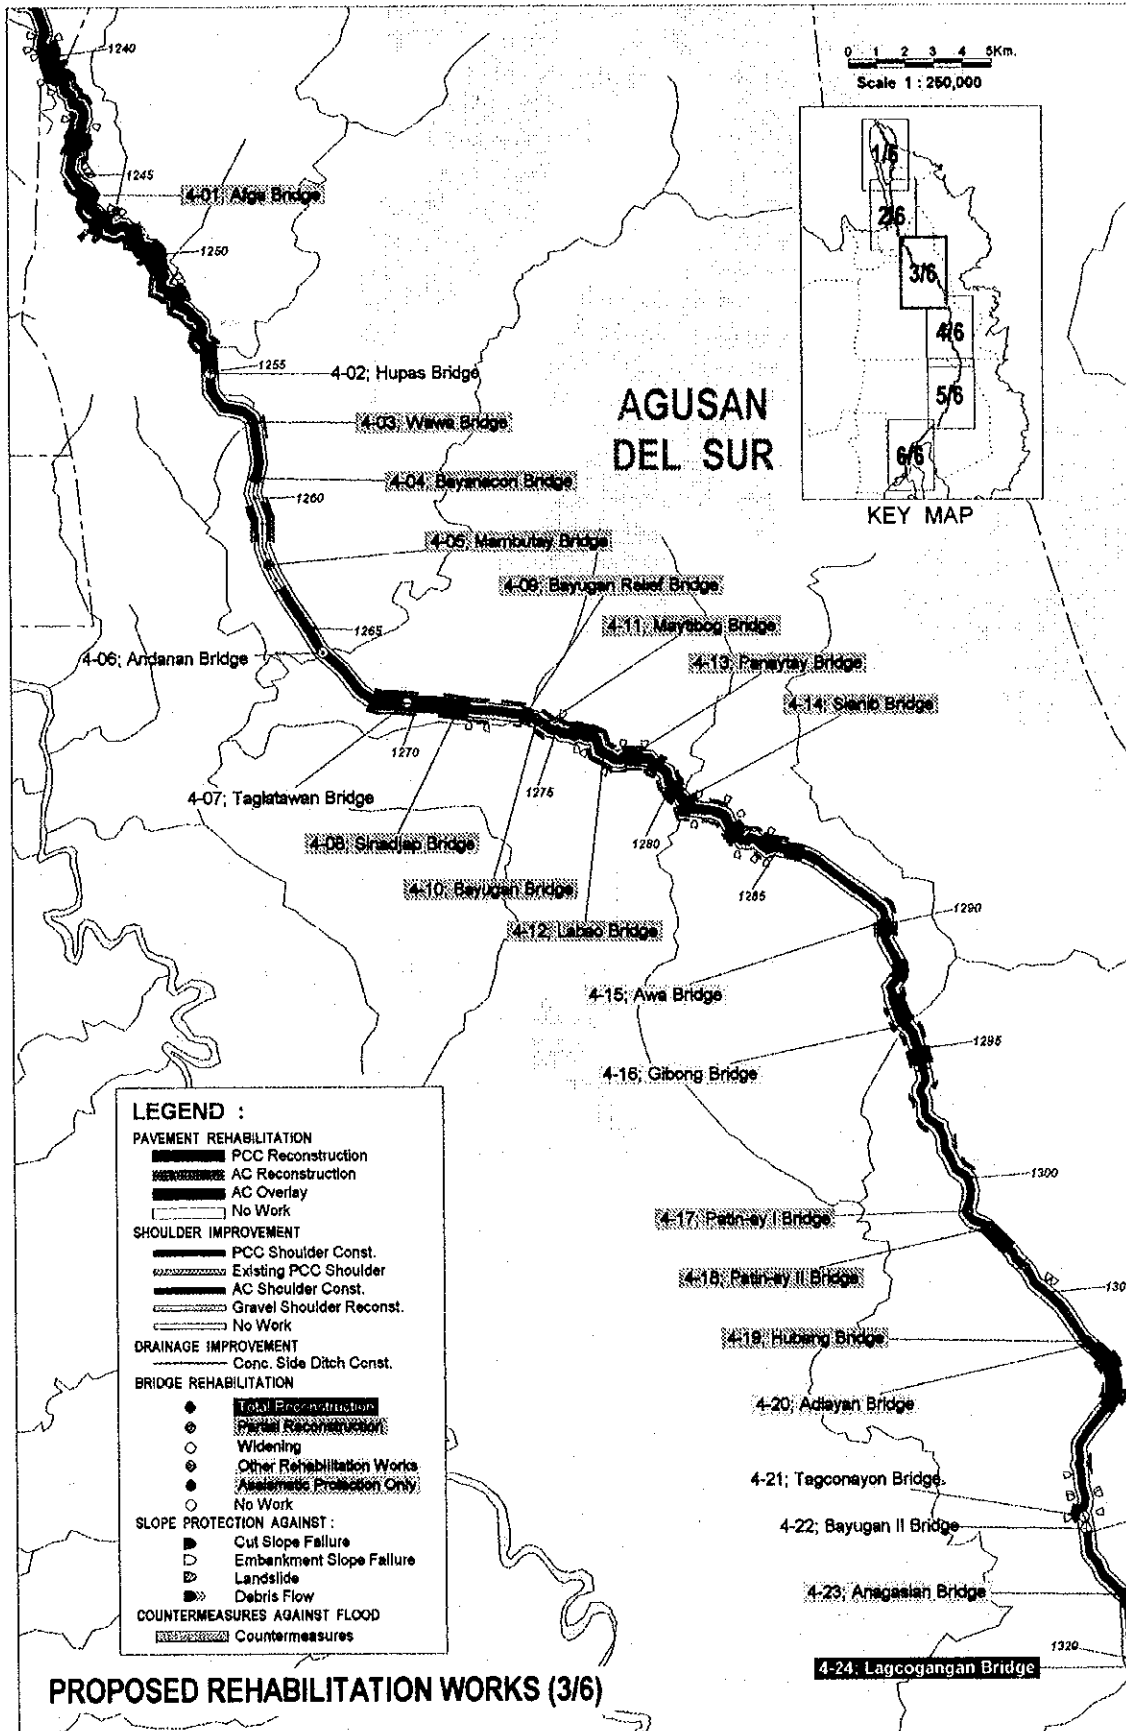 1240
0 1 2 3 4 5Km.
Scale 1 : 250,000
1/6
2/6
3/6
4/6
5/6
6/6
KEY MAP
1245
4-01; Afga Bridge
1250
1255
4-02; Hupas Bridge
AGUSAN
DEL SUR
4-03; Wawa Bridge
4-04; Bayanacon Bridge
1260
4-05; Mamoutay Bridge
4-09; Bayugan Relief Bridge
4-11; Maytibog Bridge
1265
4-06; Andanan Bridge
4-13; Panaytay Bridge
4-14; Sianib Bridge
1270
1275
4-07; Taglatawan Bridge
4-08; Sinadjap Bridge
1280
4-10; Bayugan Bridge
1285
4-12; Labao Bridge
1290
4-15; Awa Bridge
1295
4-16; Gibong Bridge
1300
4-17; Patin-ay I Bridge
4-18; Patin-ay II Bridge
130
4-19; Hubang Bridge
4-20; Adlayan Bridge
4-21; Tagconayon Bridge
4-22; Bayugan II Bridge
4-23; Anagasian Bridge
1320
4-24; Lagcogangan Bridge
LEGEND :
PAVEMENT REHABILITATION
PCC Reconstruction
AC Reconstruction
AC Overlay
No Work
SHOULDER IMPROVEMENT
PCC Shoulder Const.
Existing PCC Shoulder
AC Shoulder Const.
Gravel Shoulder Reconst.
No Work
DRAINAGE IMPROVEMENT
Conc. Side Ditch Const.
BRIDGE REHABILITATION
Total Reconstruction
Partial Reconstruction
Widening
Other Rehabilitation Works
Asseismatic Protection Only
No Work
SLOPE PROTECTION AGAINST :
Cut Slope Failure
Embankment Slope Failure
Landslide
Debris Flow
COUNTERMEASURES AGAINST FLOOD
Countermeasures
PROPOSED REHABILITATION WORKS (3/6)